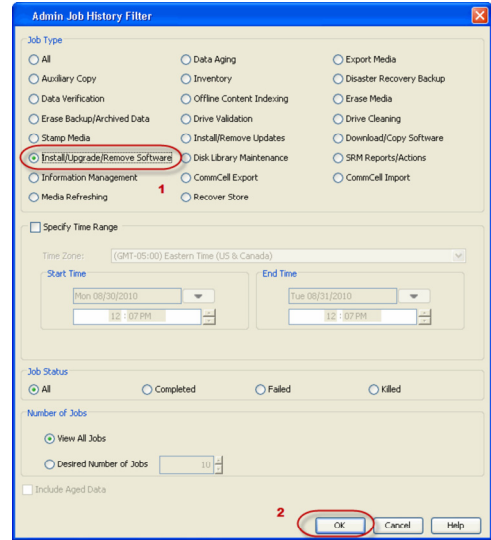 Admin Job History Filter
Job Type
All
Data Aging
Export Media
Auxiliary Copy
Inventory
Disaster Recovery Backup
Data Verification
Offline Content Indexing
Erase Media
Erase Backup/Archived Data
Drive Validation
Drive Cleaning
Stamp Media
Install/Remove Updates
Download/Copy Software
Install/Upgrade/Remove Software
Disk Library Maintenance
SRM Reports/Actions
Information Management
1
CommCell Export
CommCell Import
Media Refreshing
Recover Store
Specify Time Range
Time Zone: (GMT-05:00) Eastern Time (US & Canada)
Start Time
End Time
Mon 08/30/2010
Tue 08/31/2010
12 : 07 PM
12 : 07 PM
Job Status
All
Completed
Failed
Killed
Number of Jobs
View All Jobs
Desired Number of Jobs 10
Include Aged Data
2
OK
Cancel
Help